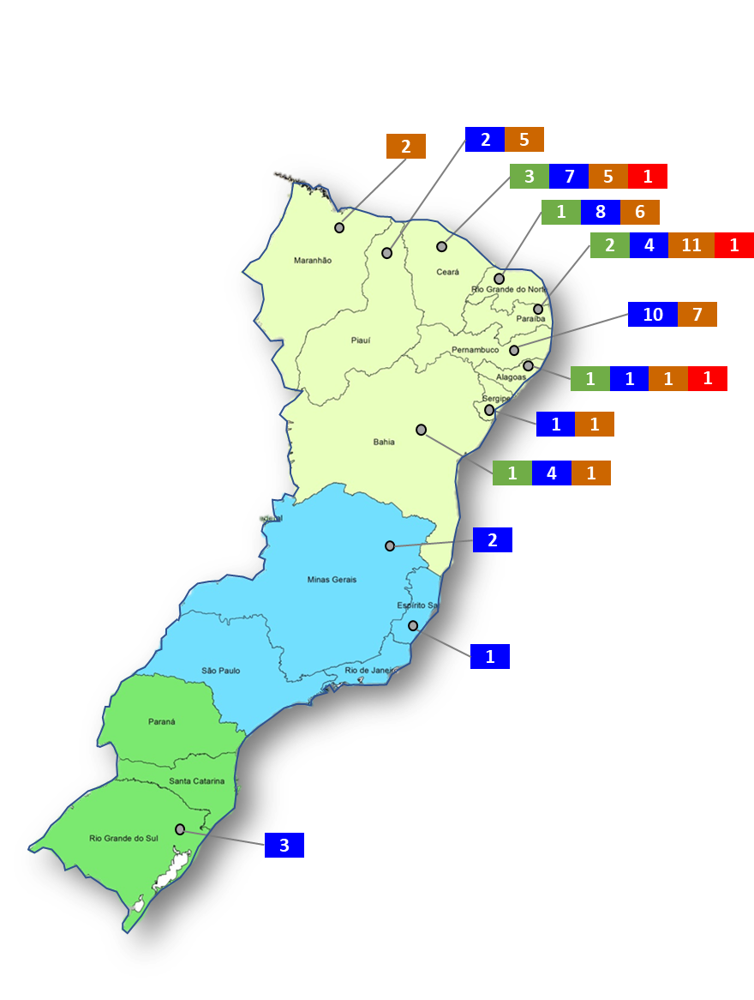 2
2 5
3 7 5 1
1 8 6
2 4 11 1
Maranhão
Ceará
Rio Grande do Norte
Paraíba
10 7
Piauí
Pernambuco
Alagoas
1 1 1 1
Sergipe
1 1
Bahia
1 4 1
2
Minas Gerais
Espírito Sa
1
São Paulo
Rio de Janeiro
Paraná
Santa Catarina
Rio Grande do Sul
3